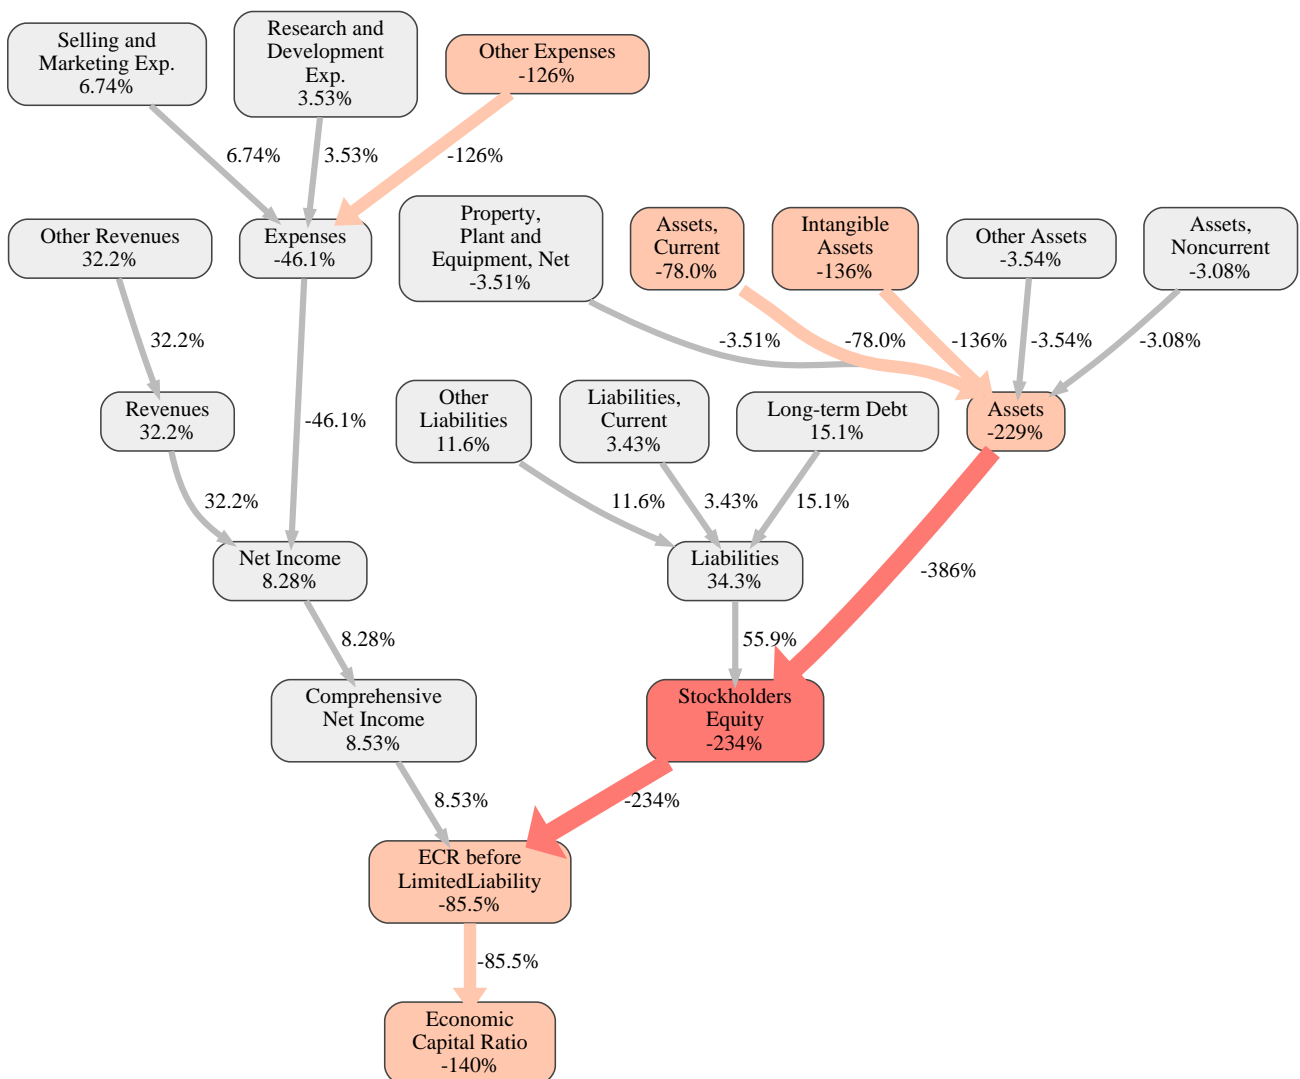 Selling and
Marketing Exp.
6.74%
Research and
Development
Exp.
3.53%
Other Expenses
-126%
6.74%
3.53%
-126%
Other Revenues
32.2%
Expenses
-46.1%
Property,
Plant and
Equipment, Net
-3.51%
Assets,
Current
-78.0%
Intangible
Assets
-136%
Other Assets
-3.54%
Assets,
Noncurrent
-3.08%
32.2%
-3.51%
-78.0%
-136%
-3.54%
-3.08%
Revenues
32.2%
-46.1%
Other
Liabilities
11.6%
Liabilities,
Current
3.43%
Long-term Debt
15.1%
Assets
-229%
32.2%
11.6%
3.43%
15.1%
Net Income
8.28%
Liabilities
34.3%
-386%
8.28%
55.9%
Comprehensive
Net Income
8.53%
Stockholders
Equity
-234%
8.53%
-234%
ECR before
LimitedLiability
-85.5%
-85.5%
Economic
Capital Ratio
-140%